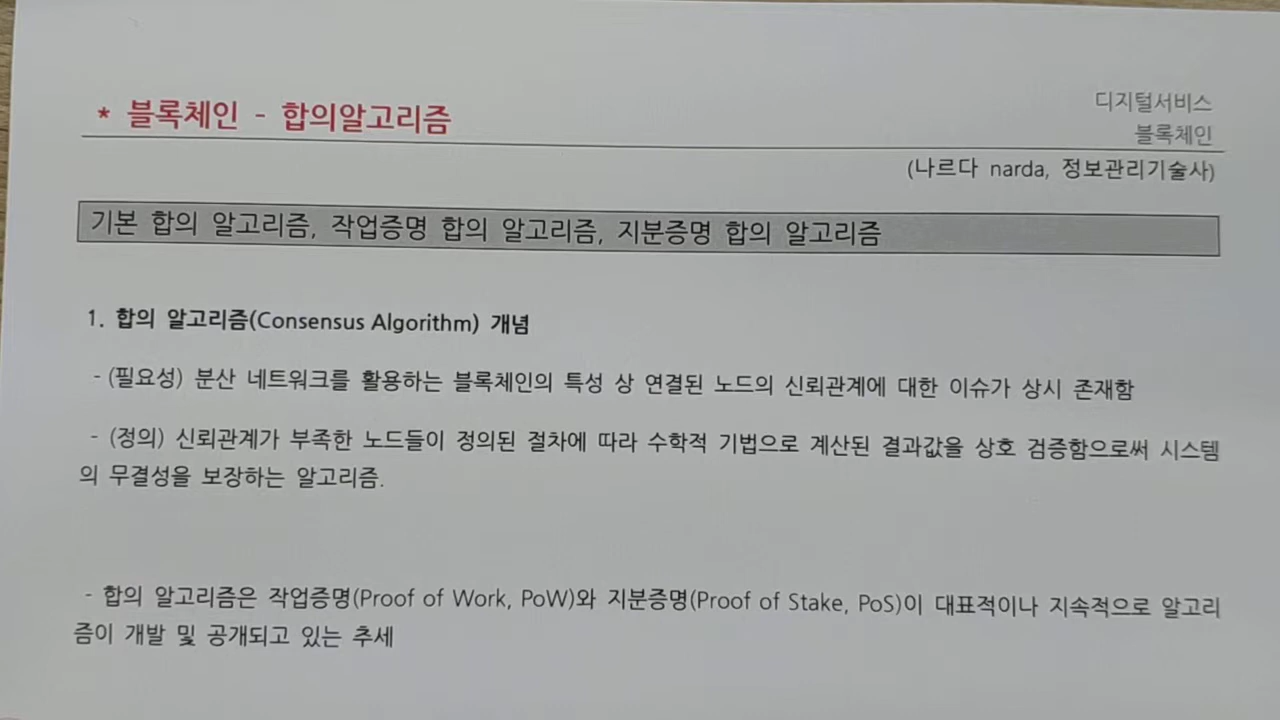 * 블록체인 - 합의알고리즘
디지털서비스
블록체인
(나르다 narda, 정보관리기술사)
기본 합의 알고리즘, 작업증명 합의 알고리즘, 지분증명 합의 알고리즘
1. 합의 알고리즘(Consensus Algorithm) 개념
- (필요성) 분산 네트워크를 활용하는 블록체인의 특성 상 연결된 노드의 신뢰관계에 대한 이슈가 상시 존재함
- (정의) 신뢰관계가 부족한 노드들이 정의된 절차에 따라 수학적 기법으로 계산된 결과값을 상호 검증함으로써 시스템
의 무결성을 보장하는 알고리즘.
- 합의 알고리즘은 작업증명(Proof of Work, PoW)와 지분증명(Proof of Stake, PoS)이 대표적이나 지속적으로 알고리
즘이 개발 및 공개되고 있는 추세